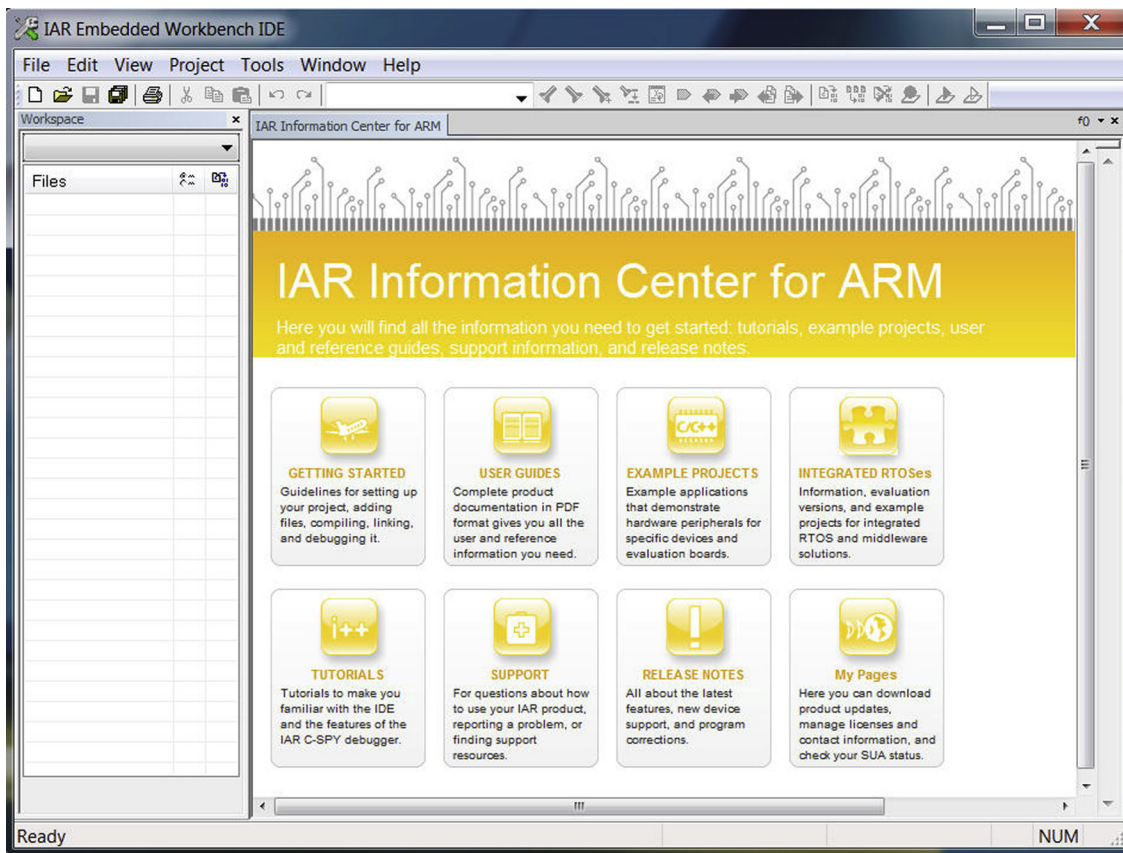 IAR Embedded Workbench IDE
File Edit View Project Tools Window Help
Workspace
IAR Information Center for ARM
f()
Files
IAR Information Center for ARM
Here you will find all the information you need to get started: tutorials, example projects, user
and reference guides, support information, and release notes.
GETTING STARTED
Guidelines for setting up
your project, adding
files, compiling, linking,
and debugging it.
USER GUIDES
Complete product
documentation in PDF
format gives you all the
user and reference
information you need.
C/C++
EXAMPLE PROJECTS
Example applications
that demonstrate
hardware peripherals for
specific devices and
evaluation boards.
INTEGRATED RTOSes
Information, evaluation
versions, and example
projects for integrated
RTOS and middleware
solutions.
i++
TUTORIALS
Tutorials to make you
familiar with the IDE
and the features of the
IAR C-SPY debugger.
SUPPORT
For questions about how
to use your IAR product,
reporting a problem, or
finding support
resources.
RELEASE NOTES
All about the latest
features, new device
support, and program
corrections.
My Pages
Here you can download
product updates,
manage licenses and
contact information, and
check your SUA status.
Ready
NUM